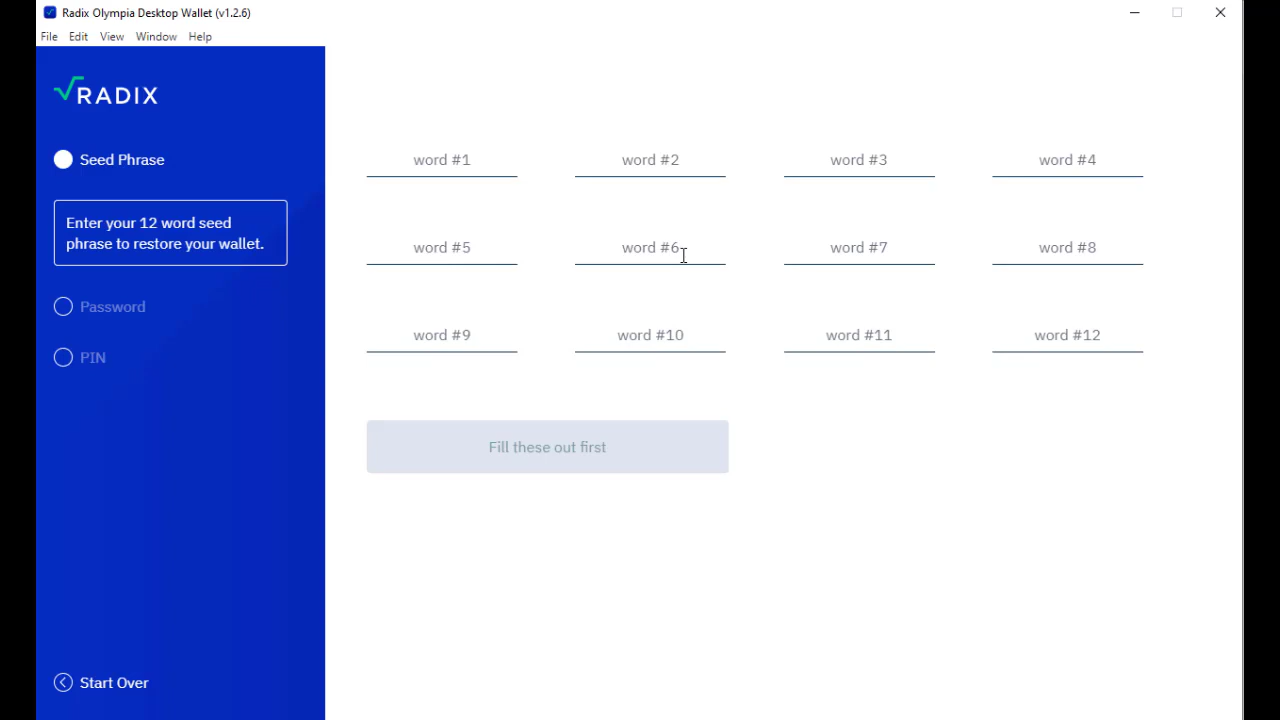 Radix Olympia Desktop Wallet (v1.2.6)
File Edit View Window Help
RADIX
Seed Phrase
Enter your 12 word seed
phrase to restore your wallet.
Password
PIN
Start Over
word #1 word #2 word #3 word #4
word #5 word #6 word #7 word #8
word #9 word #10 word #11 word #12
Fill these out first